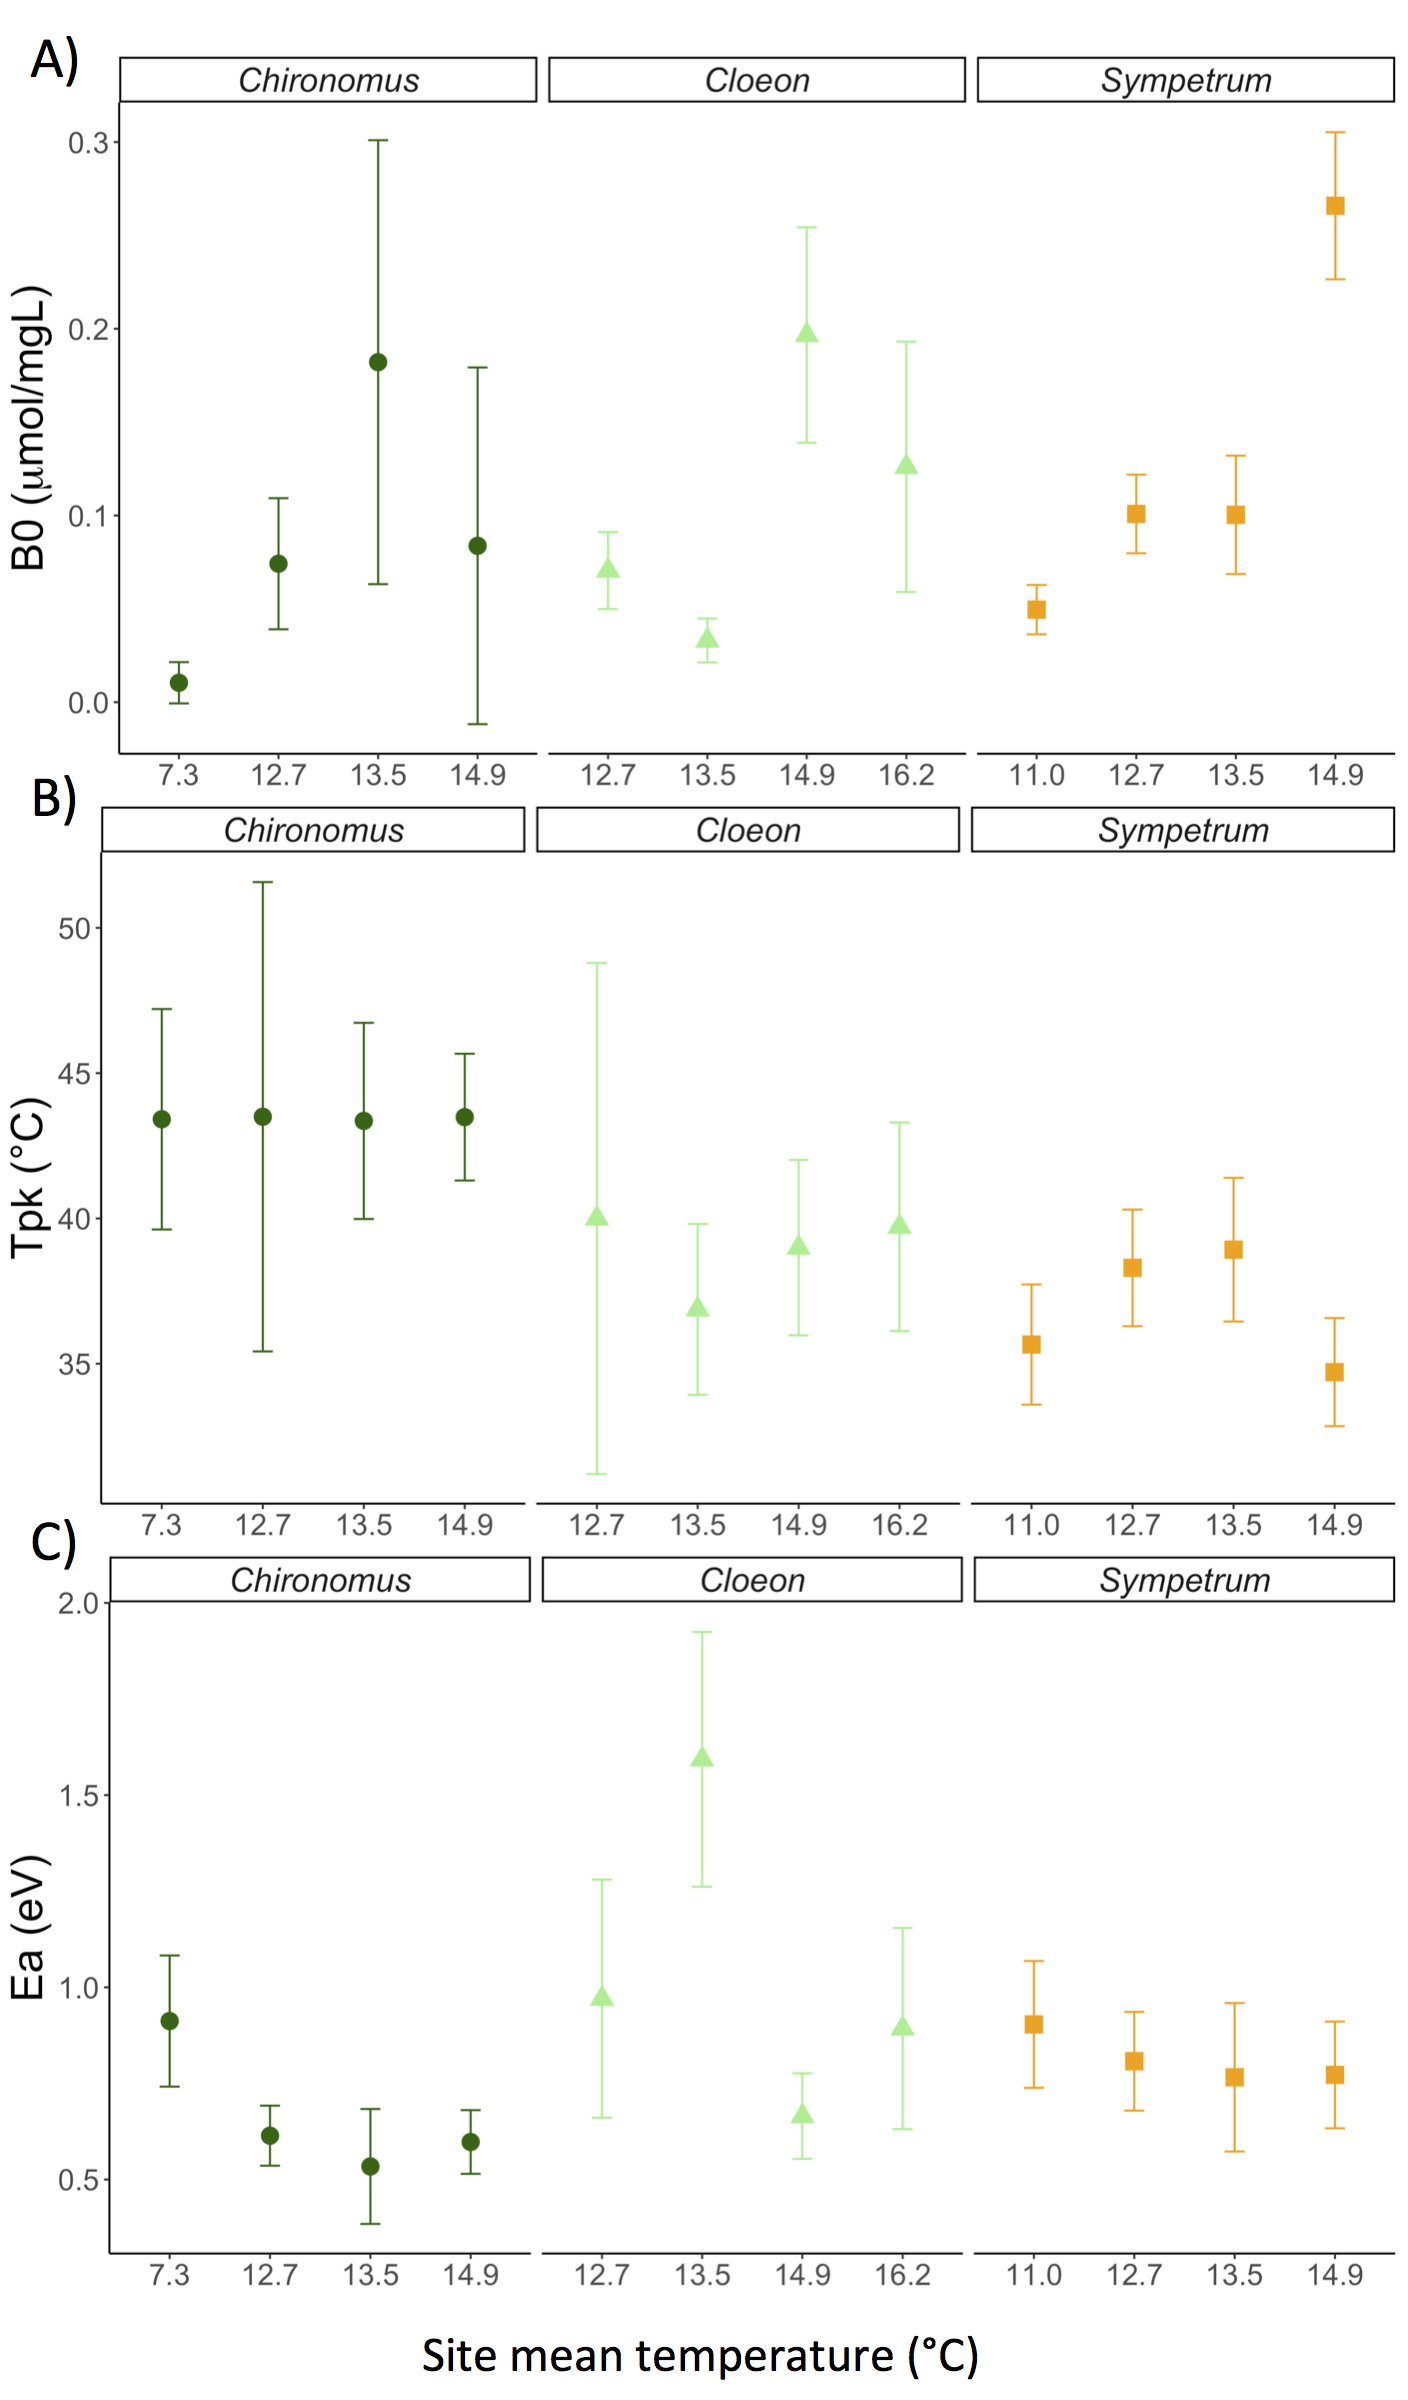 A)
Chironomus Cloeon Sympetrum
0.3
0.2
0.1
0.0
B0 (μmol/mgL)
7.3 12.7 13.5 14.9 12.7 13.5 14.9 16.2 11.0 12.7 13.5 14.9
B)
Chironomus Cloeon Sympetrum
50
45
40
35
Tpk (°C)
7.3 12.7 13.5 14.9 12.7 13.5 14.9 16.2 11.0 12.7 13.5 14.9
C)
Chironomus Cloeon Sympetrum
2.0
1.5
1.0
0.5
Ea (eV)
7.3 12.7 13.5 14.9 12.7 13.5 14.9 16.2 11.0 12.7 13.5 14.9
Site mean temperature (°C)